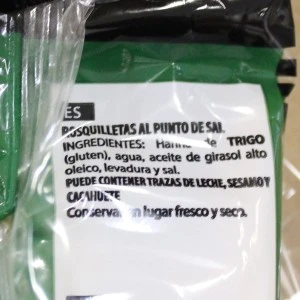 ES
ROSQUILLETAS AL PUNTO DE SAL
INGREDIENTES: Harina de TRIGO
(gluten), agua, aceite de girasol alto
oleico, levadura y sal.
PUEDE CONTENER TRAZAS DE LECHE, SESAMO Y
CACAHUETE
Conservar en lugar fresco y seco.